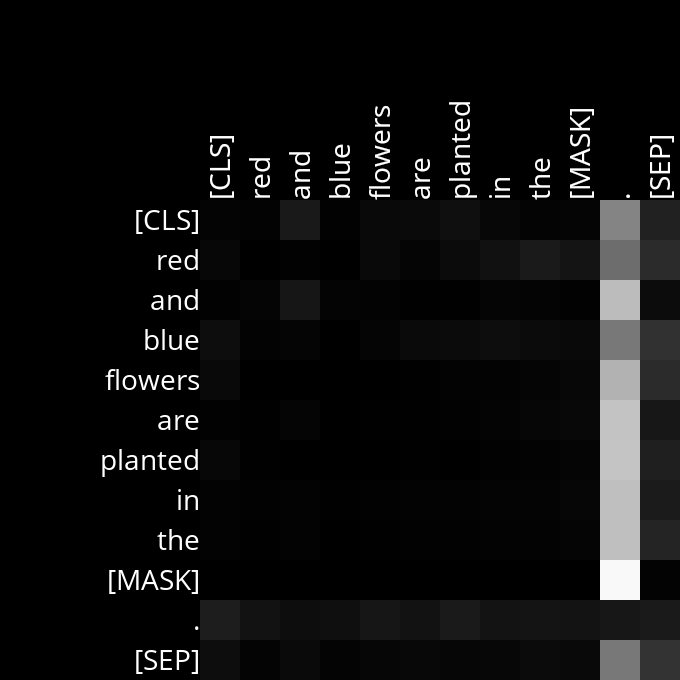 [CLS] red and blue flowers are planted in the [MASK] . [SEP]
[CLS]
red
and
blue
flowers
are
planted
in
the
[MASK]
.
[SEP]